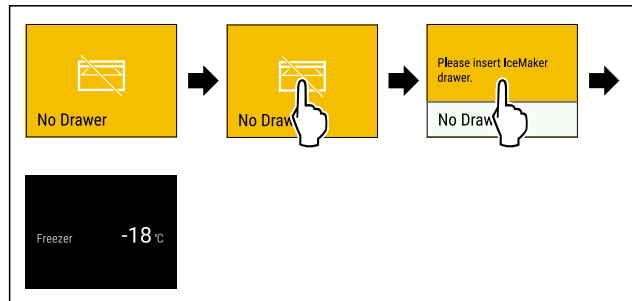 No Drawer
No Draw
Please insert IceMaker
drawer.
No Draw
Freezer -18 °C